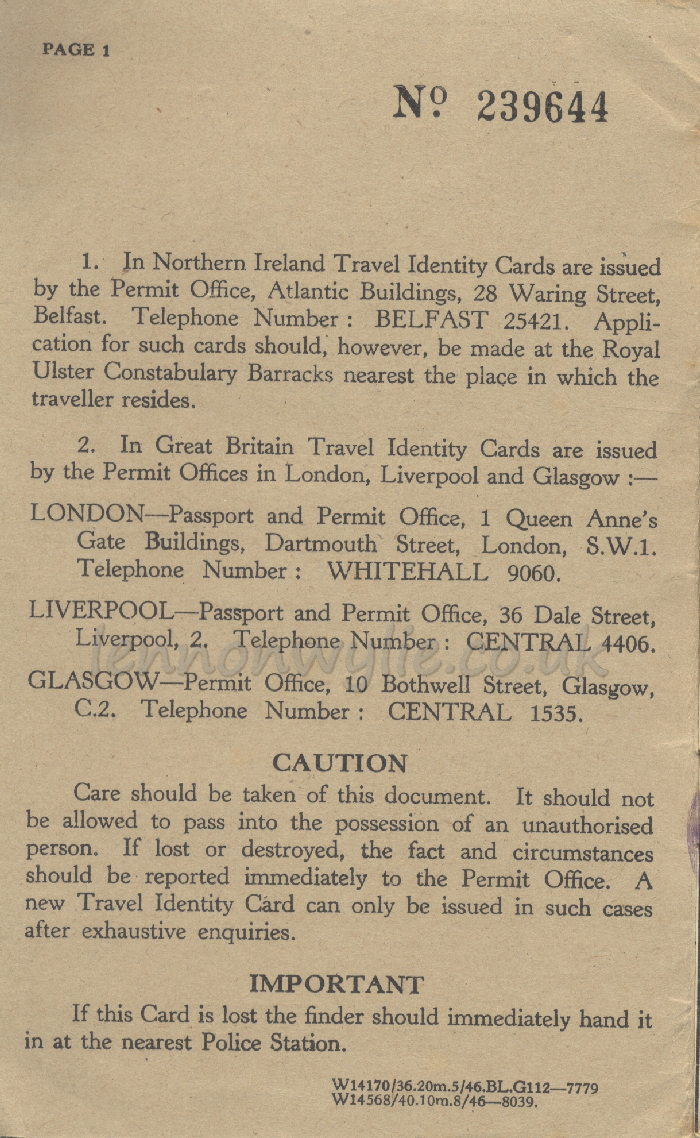 PAGE 1
Nº 239644
1. In Northern Ireland Travel Identity Cards are issued
by the Permit Office, Atlantic Buildings, 28 Waring Street,
Belfast. Telephone Number : BELFAST 25421. Appli-
cation for such cards should, however, be made at the Royal
Ulster Constabulary Barracks nearest the place in which the
traveller resides.
2. In Great Britain Travel Identity Cards are issued
by the Permit Offices in London, Liverpool and Glasgow :—
LONDON—Passport and Permit Office, 1 Queen Anne's
Gate Buildings, Dartmouth Street, London, S.W.1.
Telephone Number : WHITEHALL 9060.
LIVERPOOL—Passport and Permit Office, 36 Dale Street,
Liverpool, 2. Telephone Number : CENTRAL 4406.
lennonwylie.co.uk
GLASGOW—Permit Office, 10 Bothwell Street, Glasgow,
C.2. Telephone Number : CENTRAL 1535.
CAUTION
Care should be taken of this document. It should not
be allowed to pass into the possession of an unauthorised
person. If lost or destroyed, the fact and circumstances
should be reported immediately to the Permit Office. A
new Travel Identity Card can only be issued in such cases
after exhaustive enquiries.
IMPORTANT
If this Card is lost the finder should immediately hand it
in at the nearest Police Station.
W14170/36.20m.5/46.BL.G112—7779
W14568/40.10m.8/46—8039.